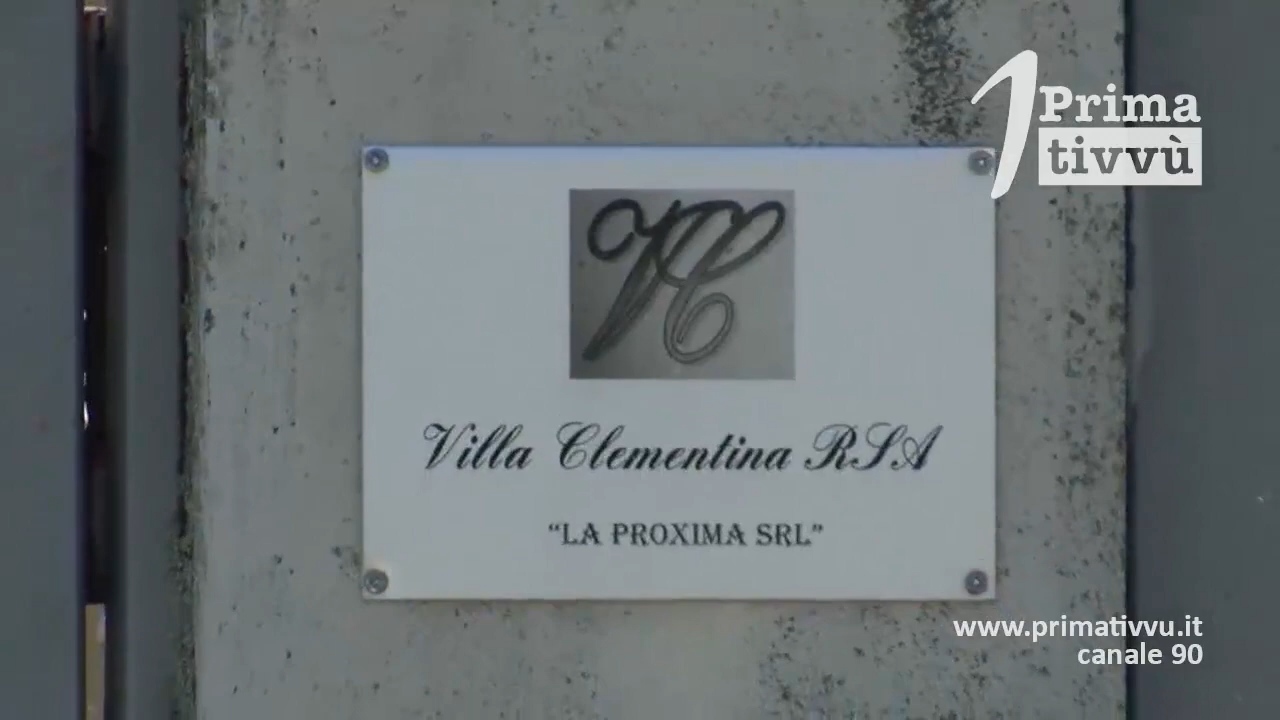 1 Prima
tivvù
VC
Villa Clementina RSA
“LA PROXIMA SRL”
www.primativvu.it
canale 90